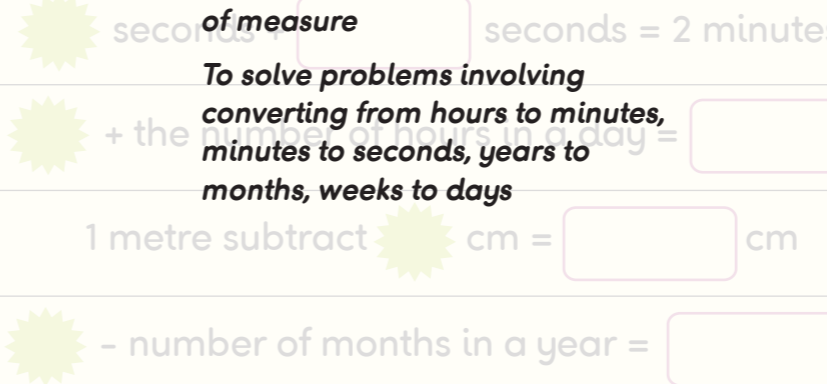 seconds + seconds = 2 minutes
of measure
To solve problems involving
converting from hours to minutes,
minutes to seconds, years to
months, weeks to days
+ the number of hours in a day =
1 metre subtract cm = cm
- number of months in a year =